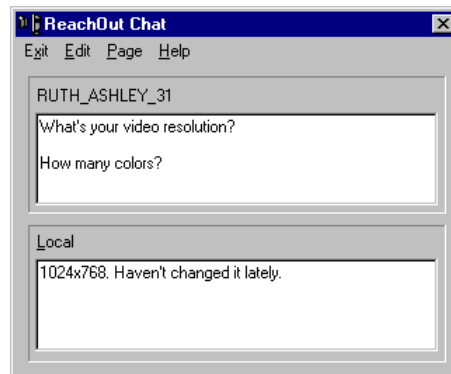 ReachOut Chat
Exit Edit Page Help
RUTH_ASHLEY_31
What's your video resolution?
How many colors?
Local
1024x768. Haven't changed it lately.